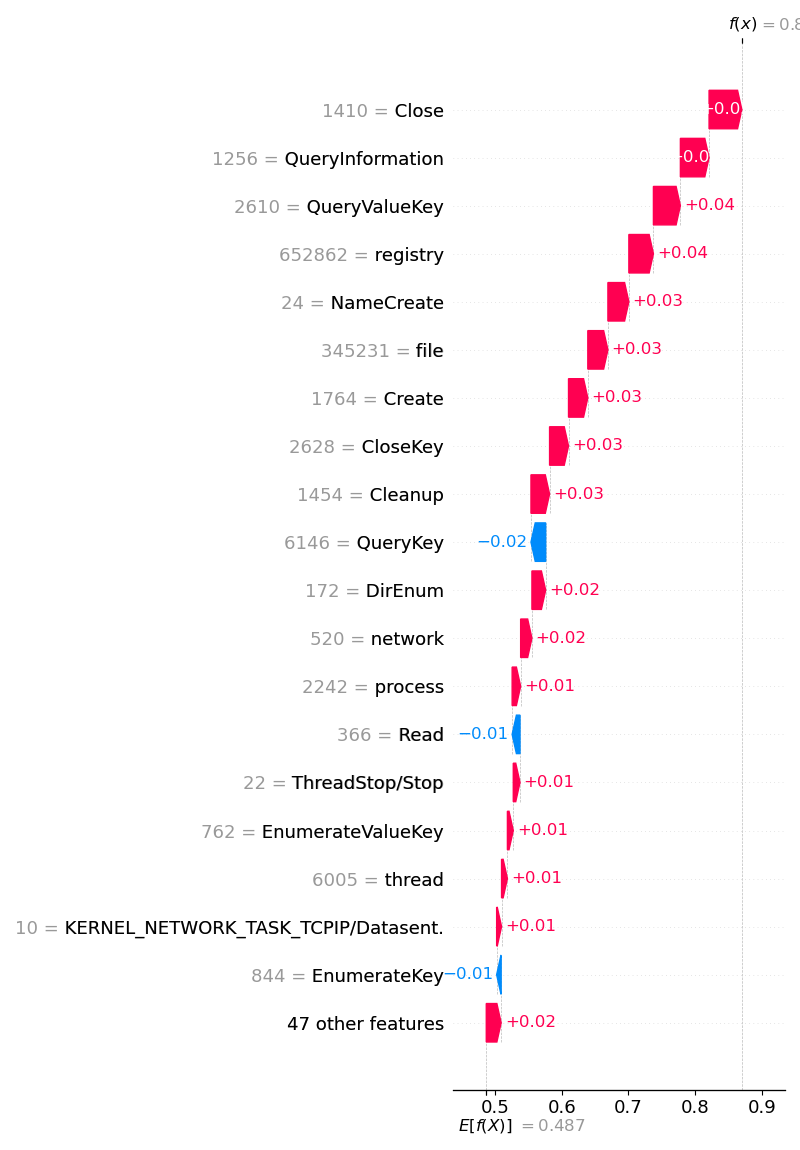 f(x) = 0.8
1410 = Close
-0.0
1256 = QueryInformation
-0.0
2610 = QueryValueKey
+0.04
652862 = registry
+0.04
24 = NameCreate
+0.03
345231 = file
+0.03
1764 = Create
+0.03
2628 = CloseKey
+0.03
1454 = Cleanup
+0.03
6146 = QueryKey
−0.02
172 = DirEnum
+0.02
520 = network
+0.02
2242 = process
+0.01
366 = Read
−0.01
22 = ThreadStop/Stop
+0.01
762 = EnumerateValueKey
+0.01
6005 = thread
+0.01
10 = KERNEL_NETWORK_TASK_TCPIP/Datasent.
+0.01
844 = EnumerateKey
−0.01
47 other features
+0.02
0.5 0.6 0.7 0.8 0.9
E[f(X)] = 0.487